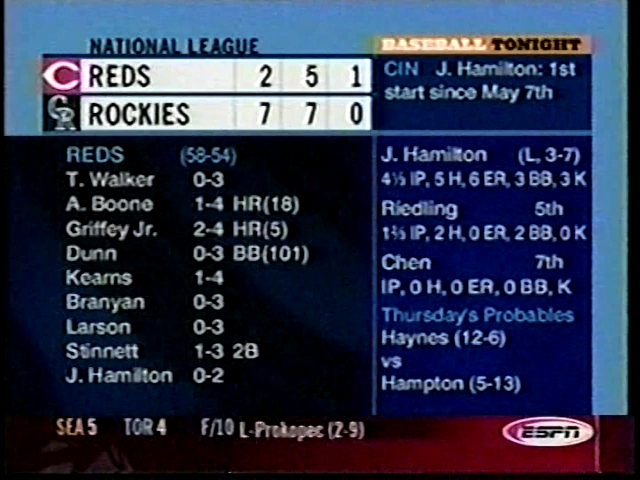 NATIONAL LEAGUE
BASEBALL TONIGHT
C REDS 2 5 1
CR ROCKIES 7 7 0
CIN J. Hamilton: 1st
start since May 7th
REDS (58-54)
T. Walker 0-3
A. Boone 1-4 HR(18)
Griffey Jr. 2-4 HR(5)
Dunn 0-3 BB(101)
Kearns 1-4
Branyan 0-3
Larson 0-3
Stinnett 1-3 2B
J. Hamilton 0-2
J. Hamilton (L, 3-7)
4⅓ IP, 5 H, 6 ER, 3 BB, 3 K
Riedling 5th
1⅔ IP, 2 H, 0 ER, 2 BB, 0 K
Chen 7th
IP, 0 H, 0 ER, 0 BB, K
Thursday's Probables
Haynes (12-6)
vs
Hampton (5-13)
SEA 5 TOR 4 F/10 L-Prokopec (2-9)
ESPN